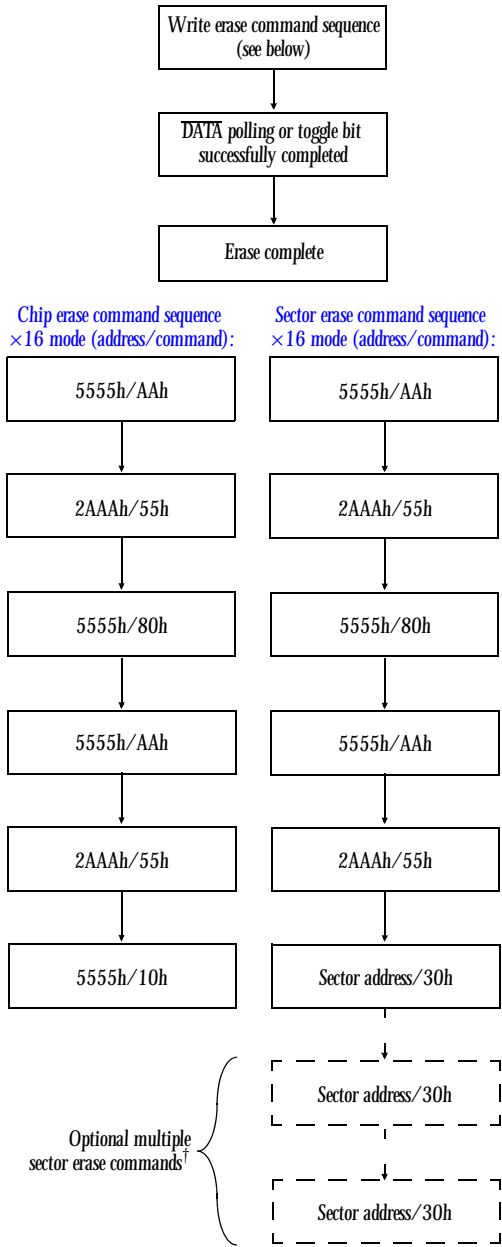 Write erase command sequence
(see below)
DATA polling or toggle bit
successfully completed
Erase complete
Chip erase command sequence
×16 mode (address/command):
5555h/AAh
2AAAh/55h
5555h/80h
5555h/AAh
2AAAh/55h
5555h/10h
Sector erase command sequence
×16 mode (address/command):
5555h/AAh
2AAAh/55h
5555h/80h
5555h/AAh
2AAAh/55h
Sector address/30h
Optional multiple
sector erase commands†
Sector address/30h
Sector address/30h